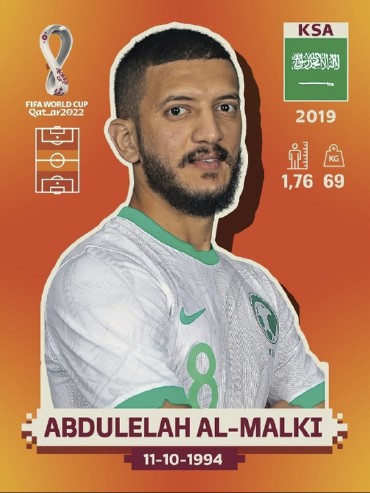 KSA
FIFA WORLD CUP
Qatar2022
2019
KG
1,76 69
8
ABDULELAH AL-MALKI
11-10-1994